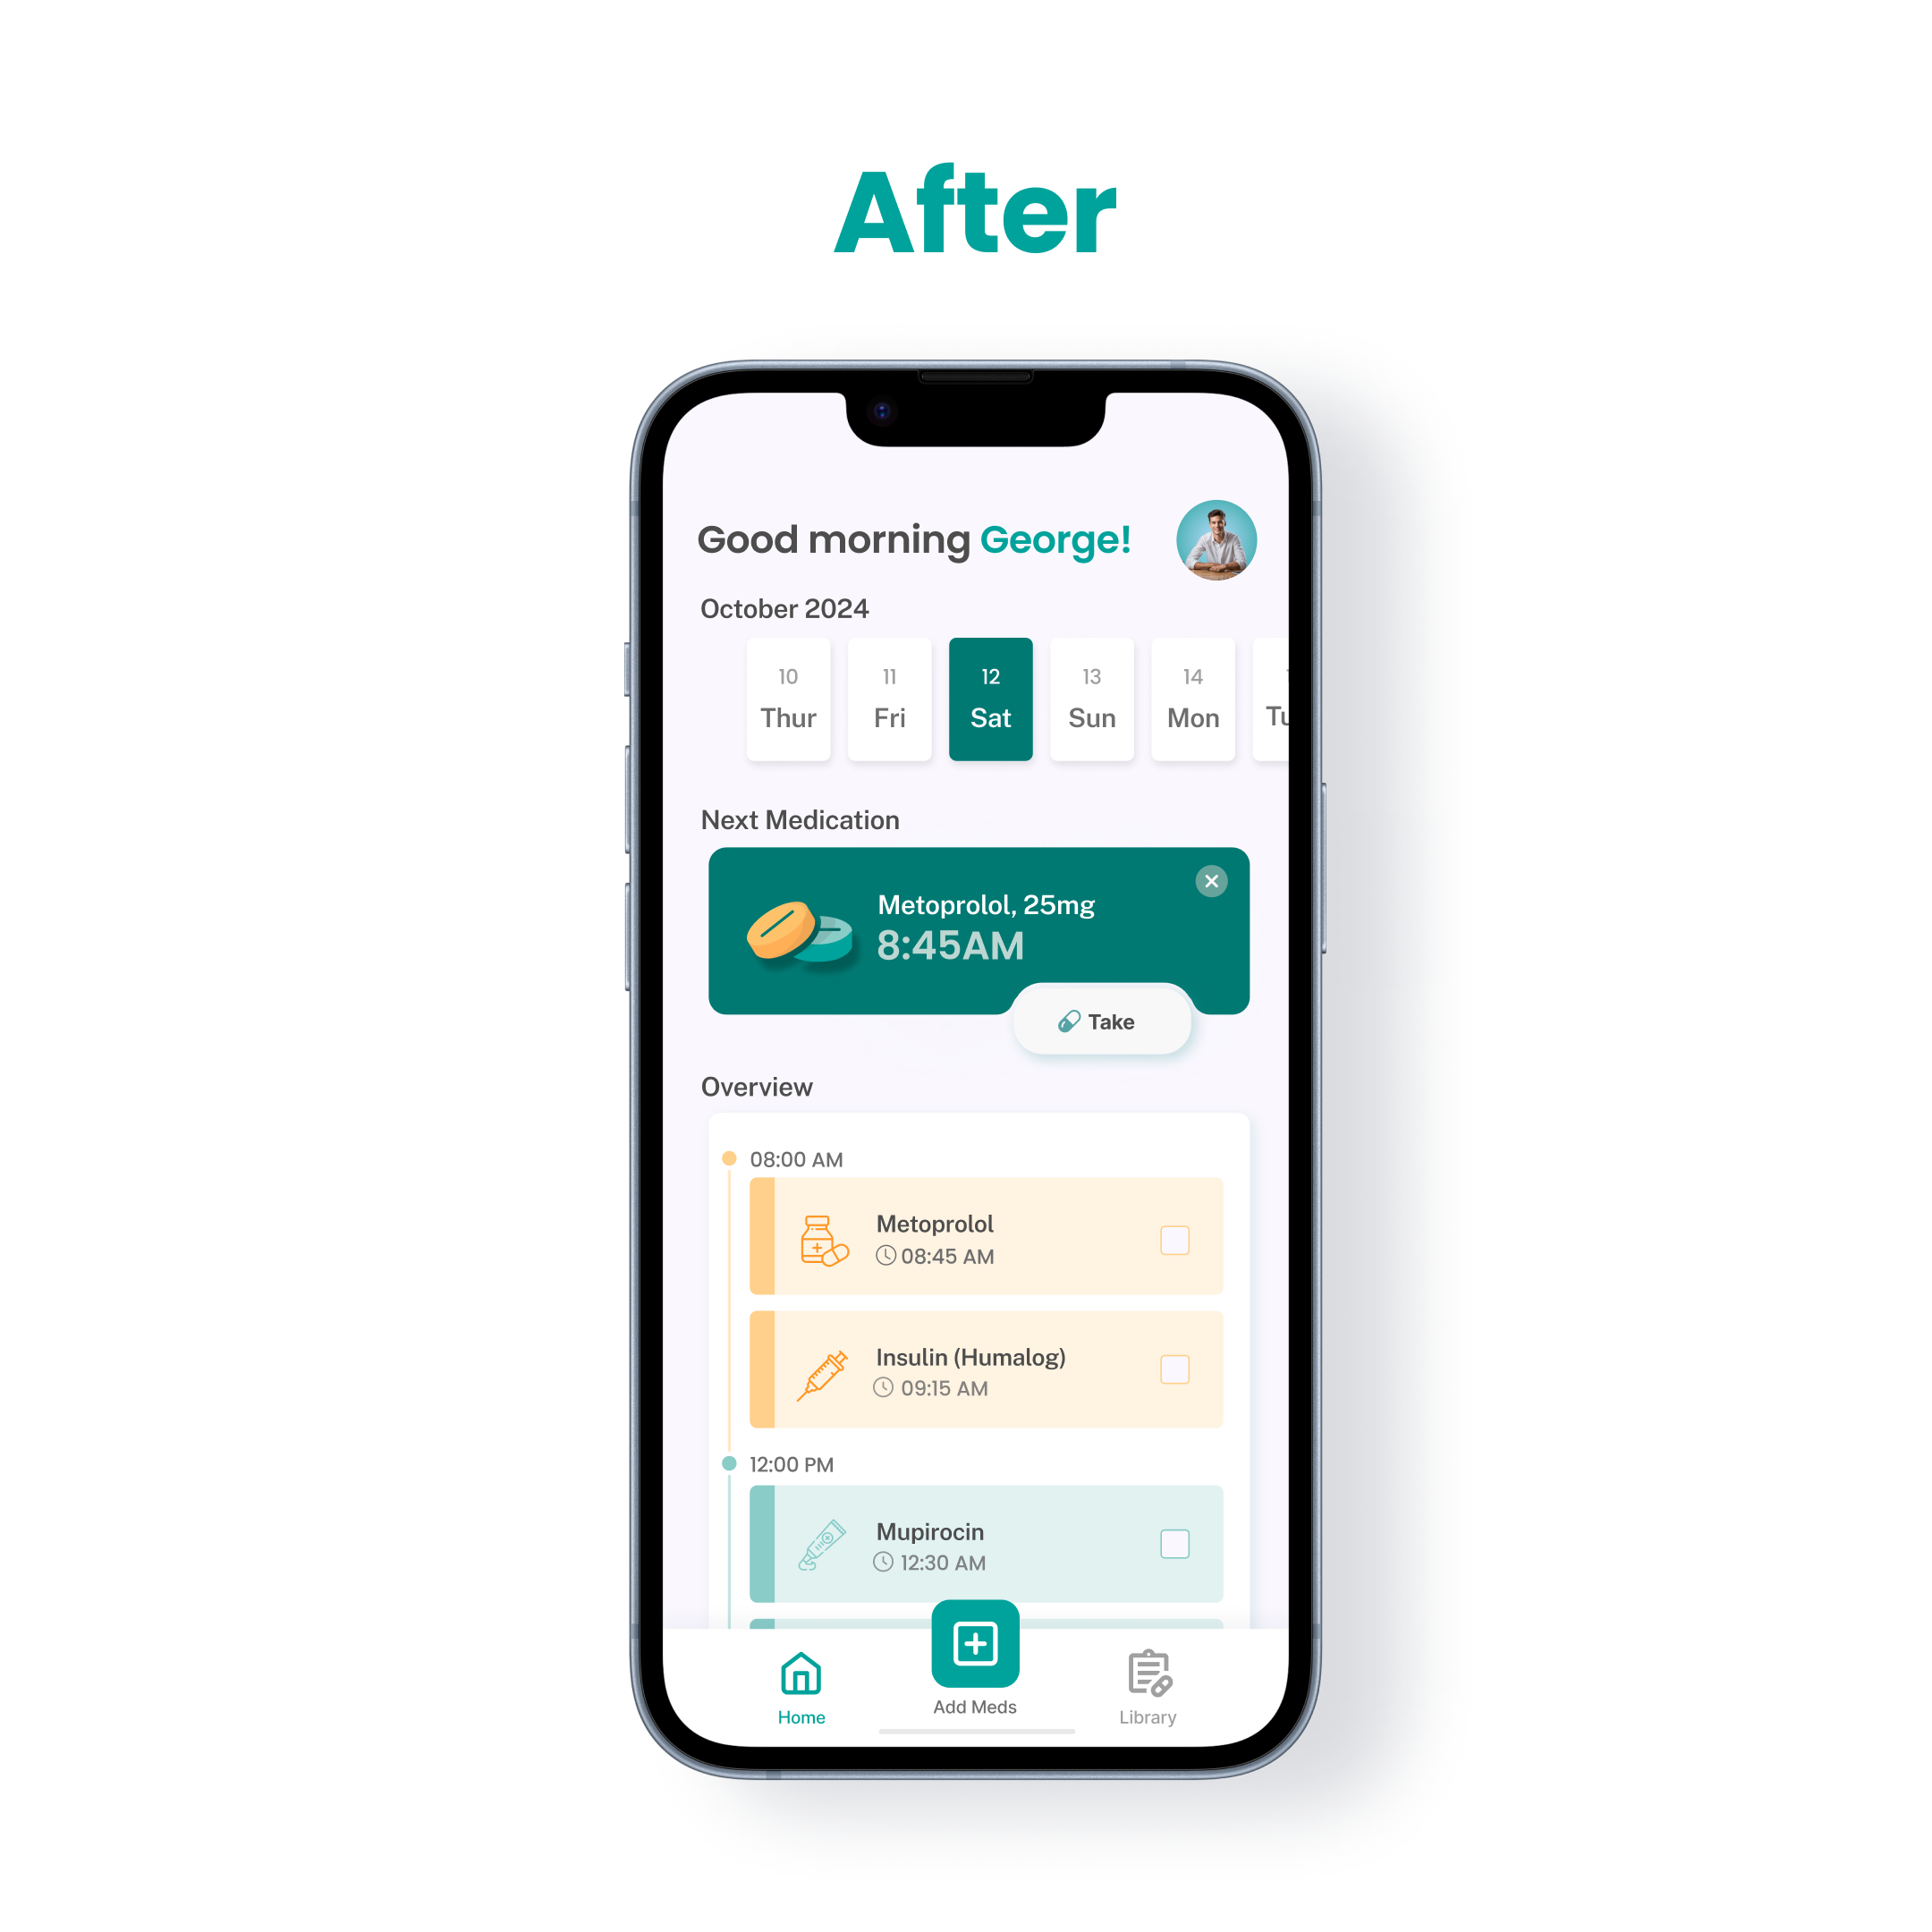 After
Good morning George!
October 2024
10 11 12 13 14
Thur Fri Sat Sun Mon Tu
Next Medication
Metoprolol, 25mg
8:45AM
Take
Overview
08:00 AM
Metoprolol
08:45 AM
Insulin (Humalog)
09:15 AM
12:00 PM
Mupirocin
12:30 AM
Home
Add Meds
Library